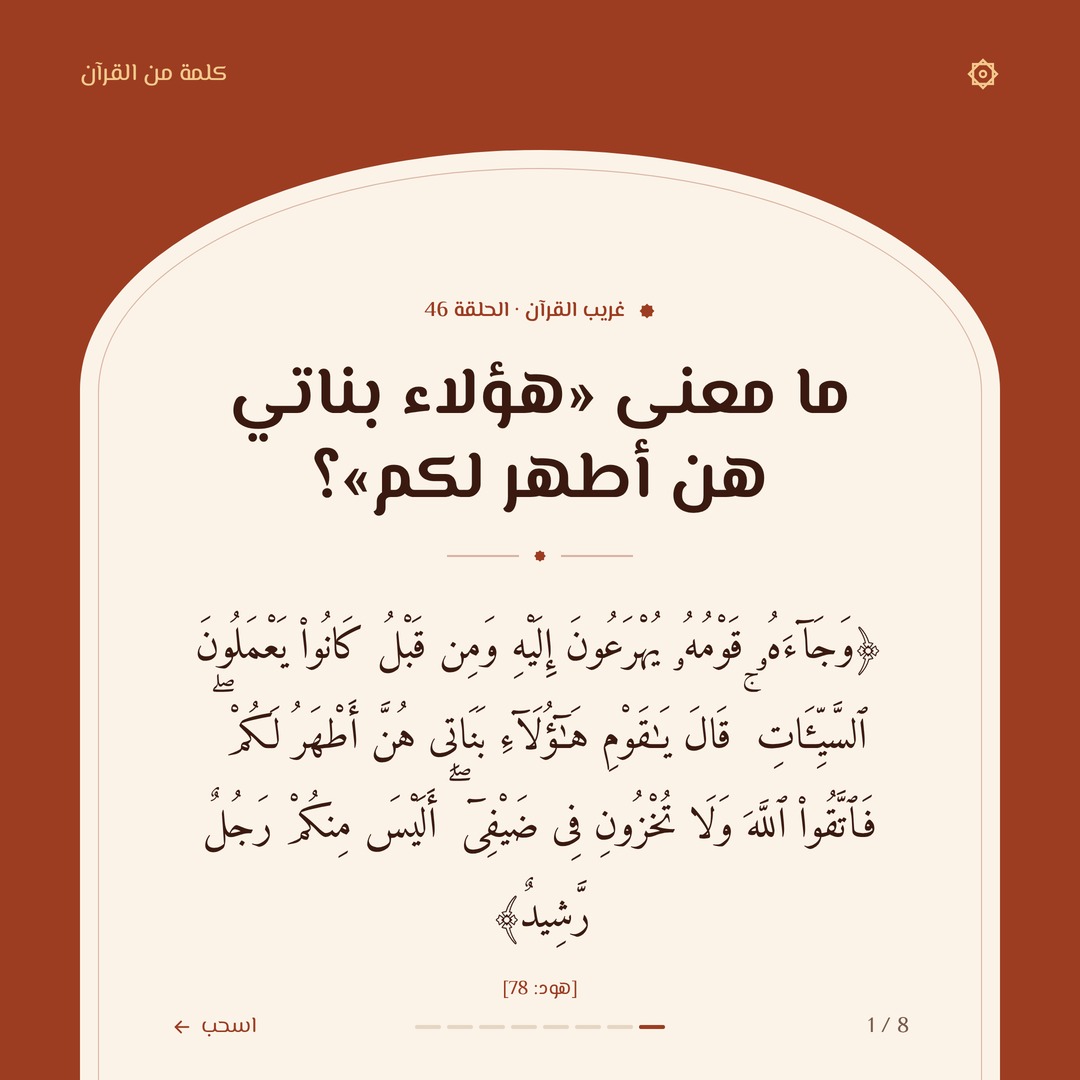 كلمة من القرآن
غريب القرآن · الحلقة 46
ما معنى «هؤلاء بناتي
هن أطهر لكم»؟
﴿وَجَآءَهُۥ قَوْمُهُۥ يُهْرَعُونَ إِلَيْهِ وَمِن قَبْلُ كَانُوا۟ يَعْمَلُونَ
ٱلسَّيِّـَٔاتِ ۚ قَالَ يَـٰقَوْمِ هَـٰٓؤُلَآءِ بَنَاتِى هُنَّ أَطْهَرُ لَكُمْ ۖ
فَٱتَّقُوا۟ ٱللَّهَ وَلَا تُخْزُونِ فِى ضَيْفِىٓ ۖ أَلَيْسَ مِنكُمْ رَجُلٌ
رَّشِيدٌ﴾
[هود: 78]
1 / 8
اسحب ←